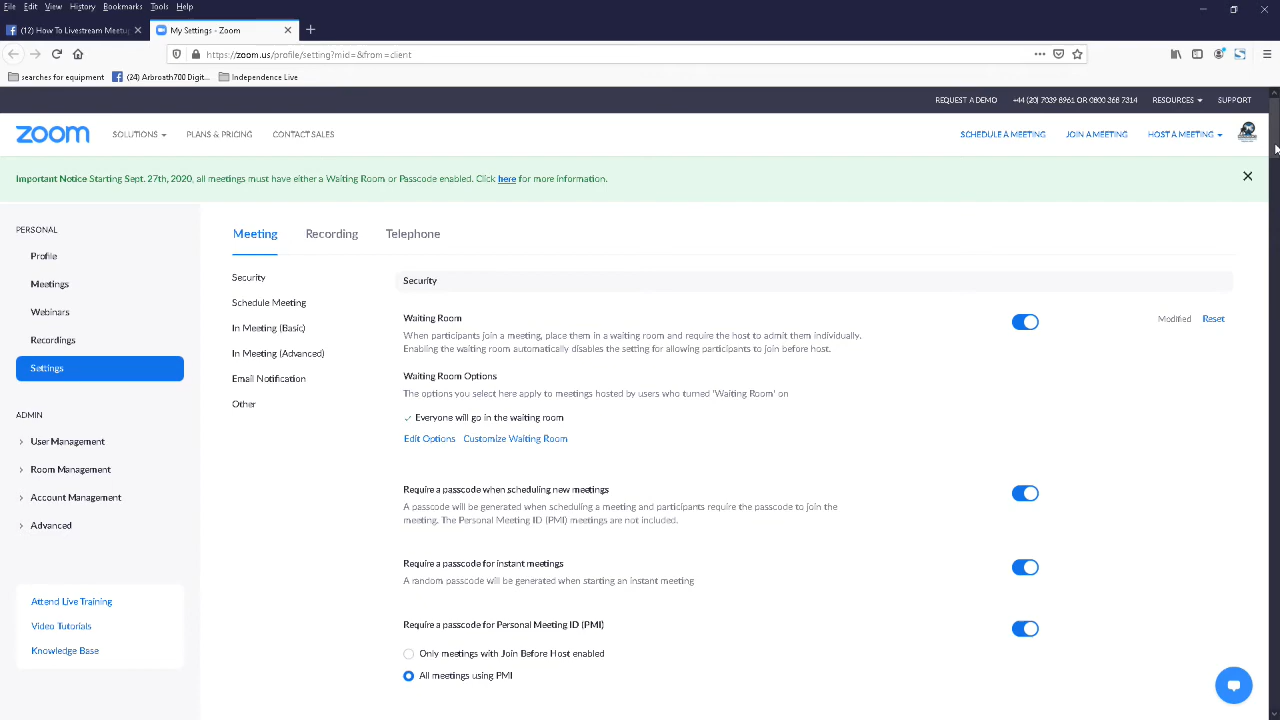 File Edit View History Bookmarks Tools Help
(12) How To Livestream Meetup
My Settings - Zoom
https://zoom.us/profile/setting?mid=&from=client
searches for equipment (24) Arbroath700 Digit... Independence Live
REQUEST A DEMO +44 (20) 7039 8961 OR 0800 368 7314 RESOURCES SUPPORT
zoom SOLUTIONS PLANS & PRICING CONTACT SALES SCHEDULE A MEETING JOIN A MEETING HOST A MEETING
Important Notice Starting Sept. 27th, 2020, all meetings must have either a Waiting Room or Passcode enabled. Click here for more information.
PERSONAL
Profile
Meetings
Webinars
Recordings
Settings
ADMIN
User Management
Room Management
Account Management
Advanced
Attend Live Training
Video Tutorials
Knowledge Base
Meeting Recording Telephone
Security
Schedule Meeting
In Meeting (Basic)
In Meeting (Advanced)
Email Notification
Other
Security
Waiting Room
Modified Reset
When participants join a meeting, place them in a waiting room and require the host to admit them individually.
Enabling the waiting room automatically disables the setting for allowing participants to join before host.
Waiting Room Options
The options you select here apply to meetings hosted by users who turned 'Waiting Room' on
Everyone will go in the waiting room
Edit Options Customize Waiting Room
Require a passcode when scheduling new meetings
A passcode will be generated when scheduling a meeting and participants require the passcode to join the
meeting. The Personal Meeting ID (PMI) meetings are not included.
Require a passcode for instant meetings
A random passcode will be generated when starting an instant meeting
Require a passcode for Personal Meeting ID (PMI)
Only meetings with Join Before Host enabled
All meetings using PMI